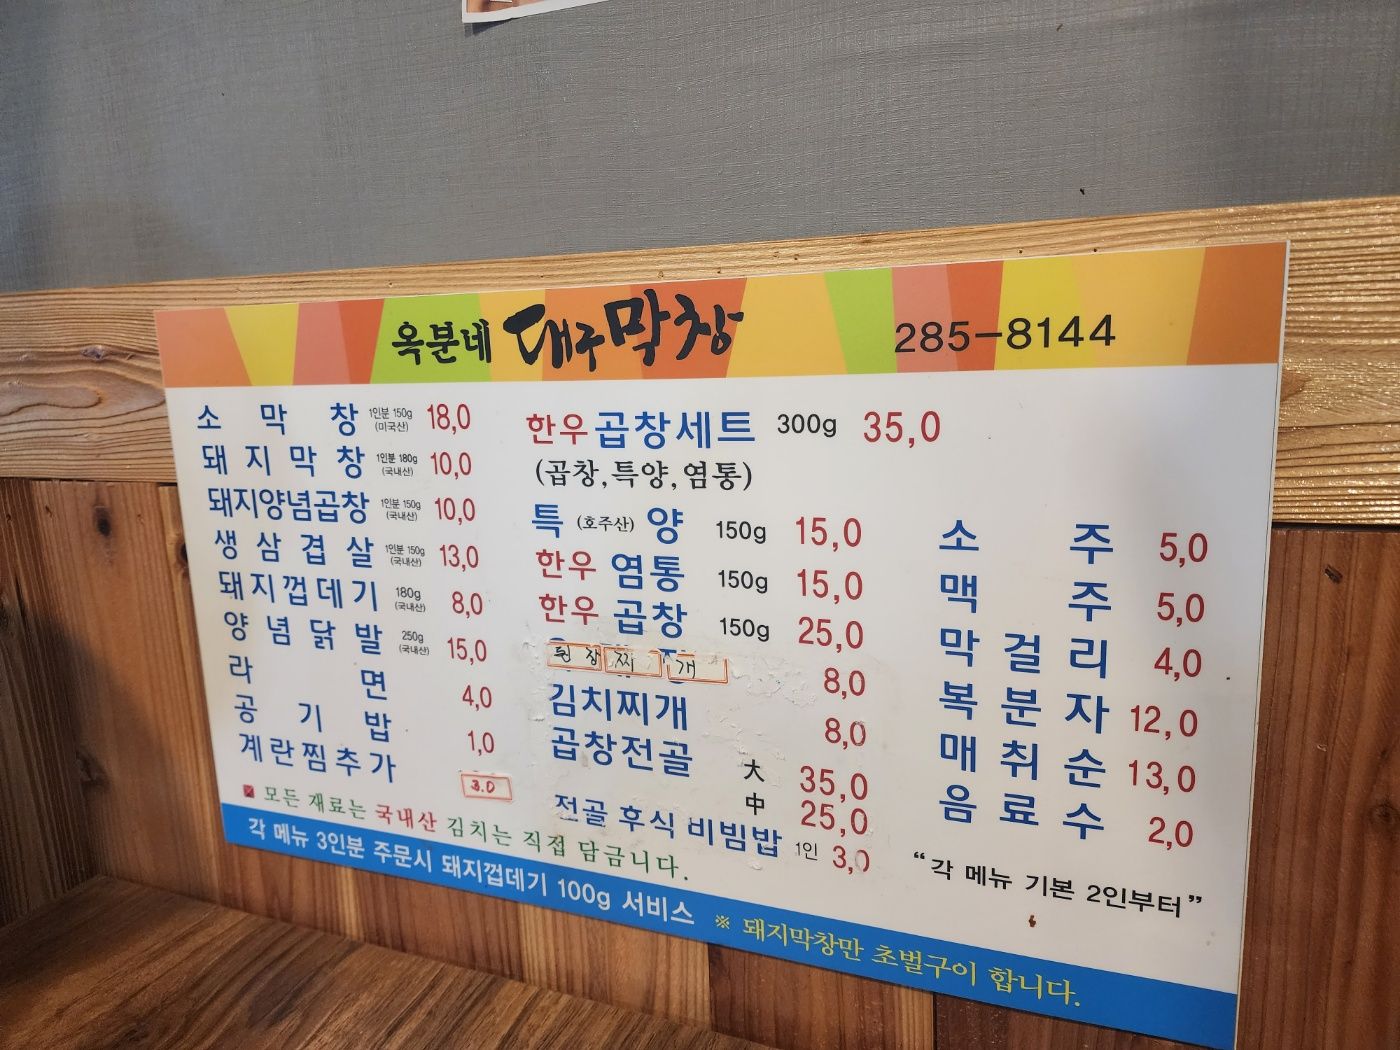 옥분네 대구막창 285-8144
소막창 1인분 150g (미국산) 18,0
돼지막창 1인분 180g (국내산) 10,0
돼지양념곱창 1인분 150g (국내산) 10,0
생삼겹살 1인분 150g (국내산) 13,0
돼지껍데기 180g (국내산) 8,0
양념닭발 250g (국내산) 15,0
라면 4,0
공기밥 1,0
계란찜추가 3.0
한우곱창세트 300g 35,0
(곱창,특양,염통)
특(호주산)양 150g 15,0
한우 염통 150g 15,0
한우 곱창 150g 25,0
된장찌개 8,0
김치찌개 8,0
곱창전골 大 35,0
中 25,0
전골 후식 비빔밥 1인 3,0
소주 5,0
맥주 5,0
막걸리 4,0
복분자 12,0
매취순 13,0
음료수 2,0
“각 메뉴 기본 2인부터”
모든 재료는 국내산 김치는 직접 담금니다.
각 메뉴 3인분 주문시 돼지껍데기 100g 서비스 ※ 돼지막창만 초벌구이 합니다.